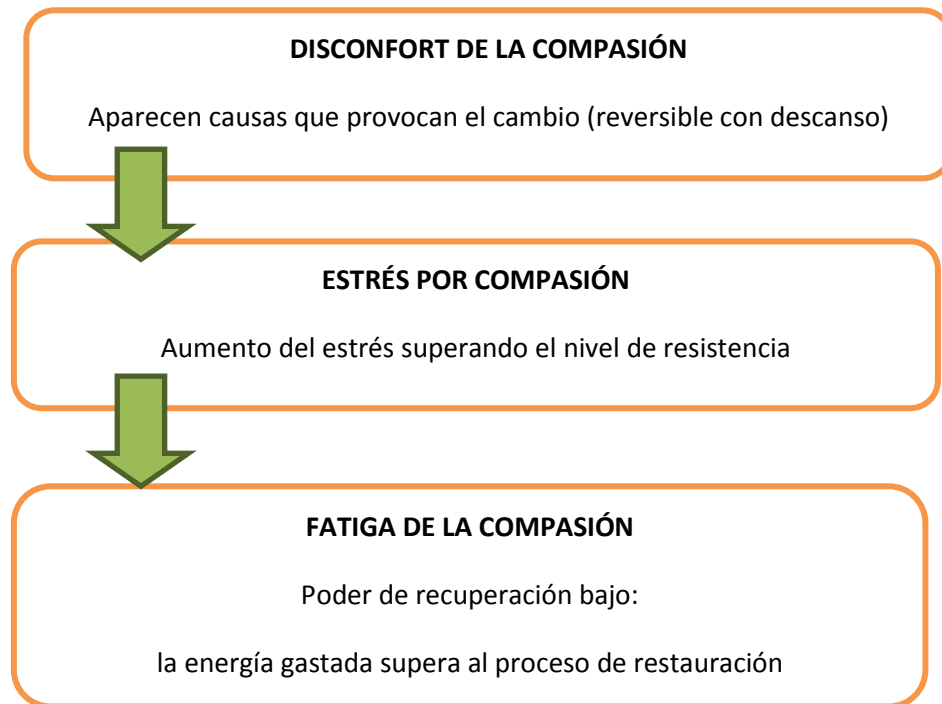 DISCONFORT DE LA COMPASIÓN
Aparecen causas que provocan el cambio (reversible con descanso)
ESTRÉS POR COMPASIÓN
Aumento del estrés superando el nivel de resistencia
FATIGA DE LA COMPASIÓN
Poder de recuperación bajo:
la energía gastada supera al proceso de restauración